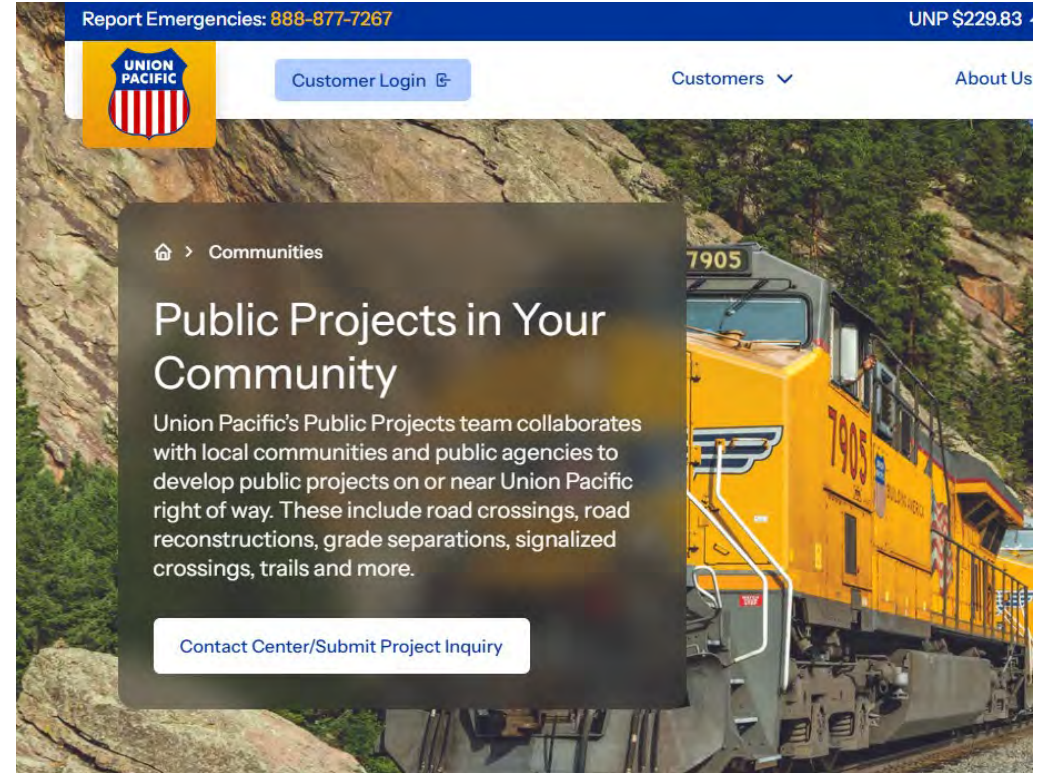 Report Emergencies: 888-877-7267
UNP $229.83
UNION
PACIFIC
Customer Login
Customers
About Us
Communities
7905
Public Projects in Your
Community
Union Pacific’s Public Projects team collaborates
with local communities and public agencies to
develop public projects on or near Union Pacific
right of way. These include road crossings, road
reconstructions, grade separations, signalized
crossings, trails and more.
7905
BUILDING AMERICA
Contact Center/Submit Project Inquiry